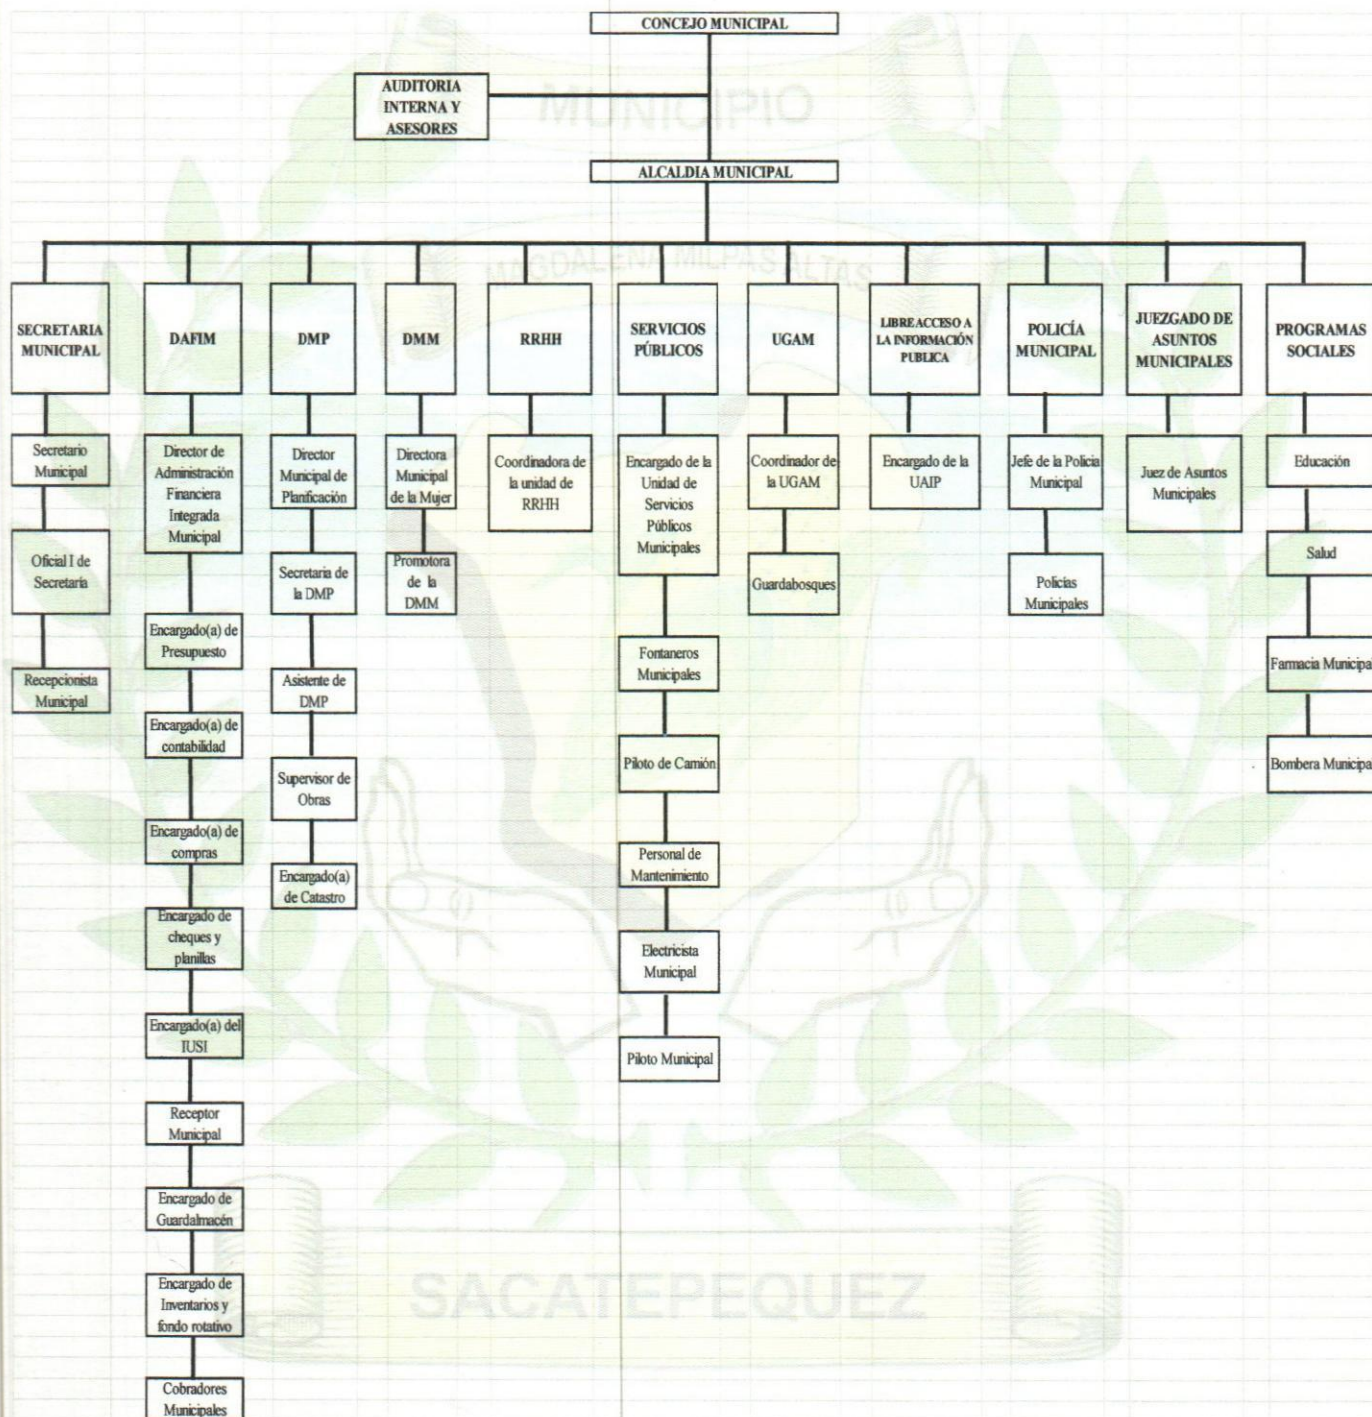 CONCEJO MUNICIPAL
AUDITORIA
INTERNA Y
ASESORES
MUNICIPIO
ALCALDIA MUNICIPAL
MAGDALENA MILPAS ALTAS
SECRETARIA
MUNICIPAL
DAFIM
DMP
DMM
RRHH
SERVICIOS
PÚBLICOS
UGAM
LIBRE ACCESO A
LA INFORMACIÓN
PUBLICA
POLICÍA
MUNICIPAL
JUEZGADO DE
ASUNTOS
MUNICIPALES
PROGRAMAS
SOCIALES
Secretario
Municipal
Oficial I de
Secretaría
Recepcionista
Municipal
Director de
Administración
Financiera
Integrada
Municipal
Encargado(a) de
Presupuesto
Encargado(a) de
contabilidad
Encargado(a) de
compras
Encargado de
cheques y
planillas
Encargado(a) del
IUSI
Receptor
Municipal
Encargado de
Guardalmacén
Encargado de
Inventarios y
fondo rotativo
Cobradores
Municipales
Director
Municipal de
Planificación
Secretaria de
la DMP
Asistente de
DMP
Supervisor de
Obras
Encargado(a)
de Catastro
Directora
Municipal
de la Mujer
Promotora
de la
DMM
Coordinadora de
la unidad de
RRHH
Encargado de la
Unidad de
Servicios
Públicos
Municipales
Fontaneros
Municipales
Piloto de Camión
Personal de
Mantenimiento
Electricista
Municipal
Piloto Municipal
Coordinador de
la UGAM
Guardabosques
Encargado de la
UAIP
Jefe de la Policia
Municipal
Policías
Municipales
Juez de Asuntos
Municipales
Educación
Salud
Farmacia Municipal
Bombera Municipal
SACATEPEQUEZ